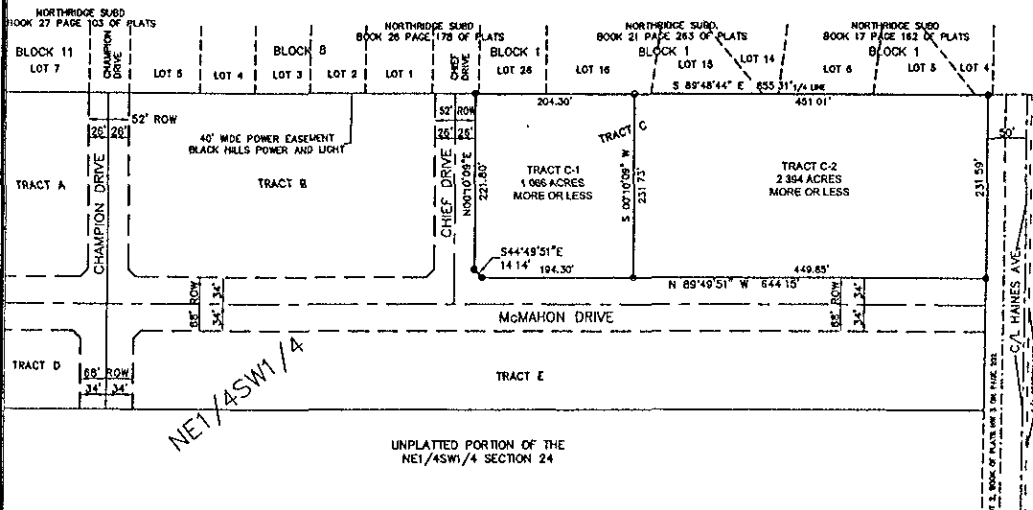 NORTHRIDGE SUBD
BOOK 27 PAGE 103 OF PLATS
NORTHRIDGE SUBD
BOOK 26 PAGE 178 OF PLATS
NORTHRIDGE SUBD.
BOOK 21 PAGE 263 OF PLATS
NORTHRIDGE SUBD
BOOK 17 PAGE 162 OF PLATS
BLOCK 11
LOT 7
CHAMPION
DRIVE
BLOCK 8
LOT 5
LOT 4
LOT 3
LOT 2
LOT 1
CHIEF
DRIVE
BLOCK 1
LOT 26
LOT 16
BLOCK 1
LOT 15
LOT 14
BLOCK 1
LOT 6
LOT 5
LOT 4
S 89°48'44" E 855 31' 1/4 LINE
204.30'
451 01'
52' ROW
26' 26'
40' WIDE POWER EASEMENT
BLACK HILLS POWER AND LIGHT
52' ROW
26' 26'
TRACT A
CHAMPION DRIVE
TRACT B
CHIEF DRIVE
N00°10'09"E
221.80'
TRACT C
TRACT C-1
1 086 ACRES
MORE OR LESS
S 00°10'09" W
231 73'
TRACT C-2
2 394 ACRES
MORE OR LESS
231 59'
50'
C/L HAINES AVE.
S44°49'51"E
14 14'
194.30'
449.85'
N 89°49'51" W 644 15'
68' ROW
34' 34'
McMAHON DRIVE
68' ROW
34' 34'
TRACT D
68' ROW
34' 34'
NE1/4SW1/4
TRACT E
UNPLATTED PORTION OF THE
NE1/4SW1/4 SECTION 24